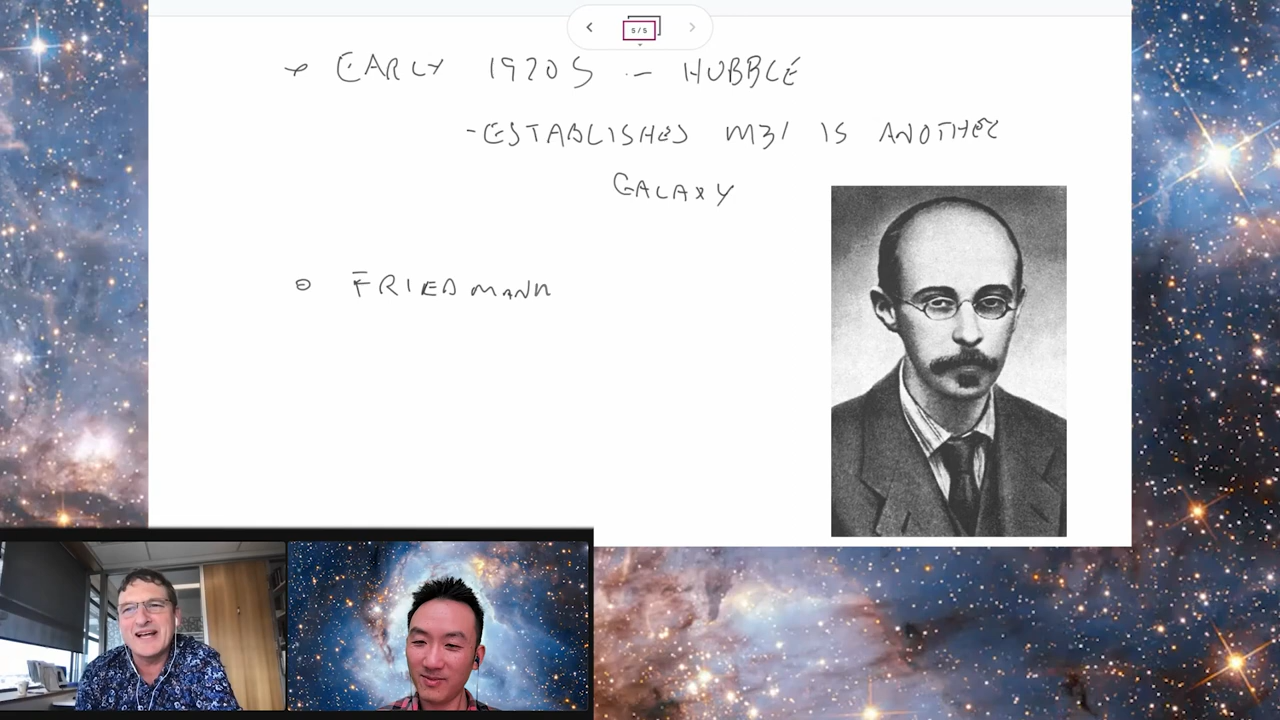 5/5
EARLY 1920S - HUBBLE
- ESTABLISHES M31 IS ANOTHER
GALAXY
FRIEDMANN